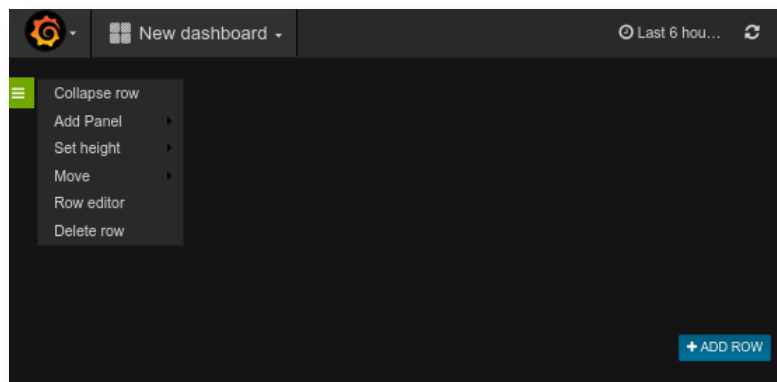 New dashboard
Last 6 hou...
Collapse row
Add Panel
Set height
Move
Row editor
Delete row
+ ADD ROW